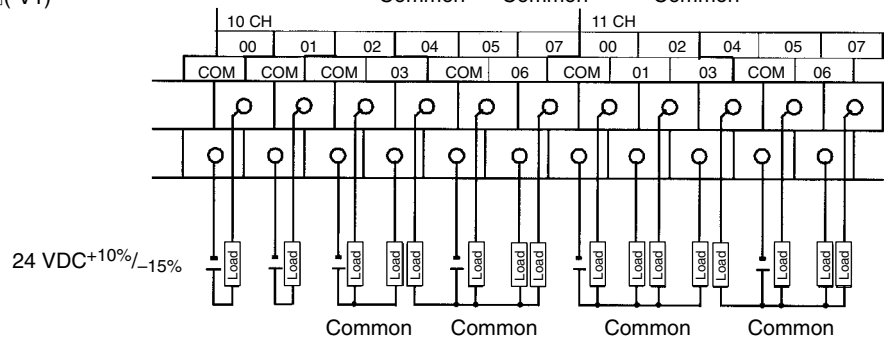 V1)
Common Common Common
10 CH 11 CH
00 01 02 04 05 07 00 02 04 05 07
COM COM COM 03 COM 06 COM 01 03 COM 06
24 VDC+10%/–15%
Load Load Load Load Load Load Load Load Load Load Load Load Load Load Load Load
Common Common Common Common